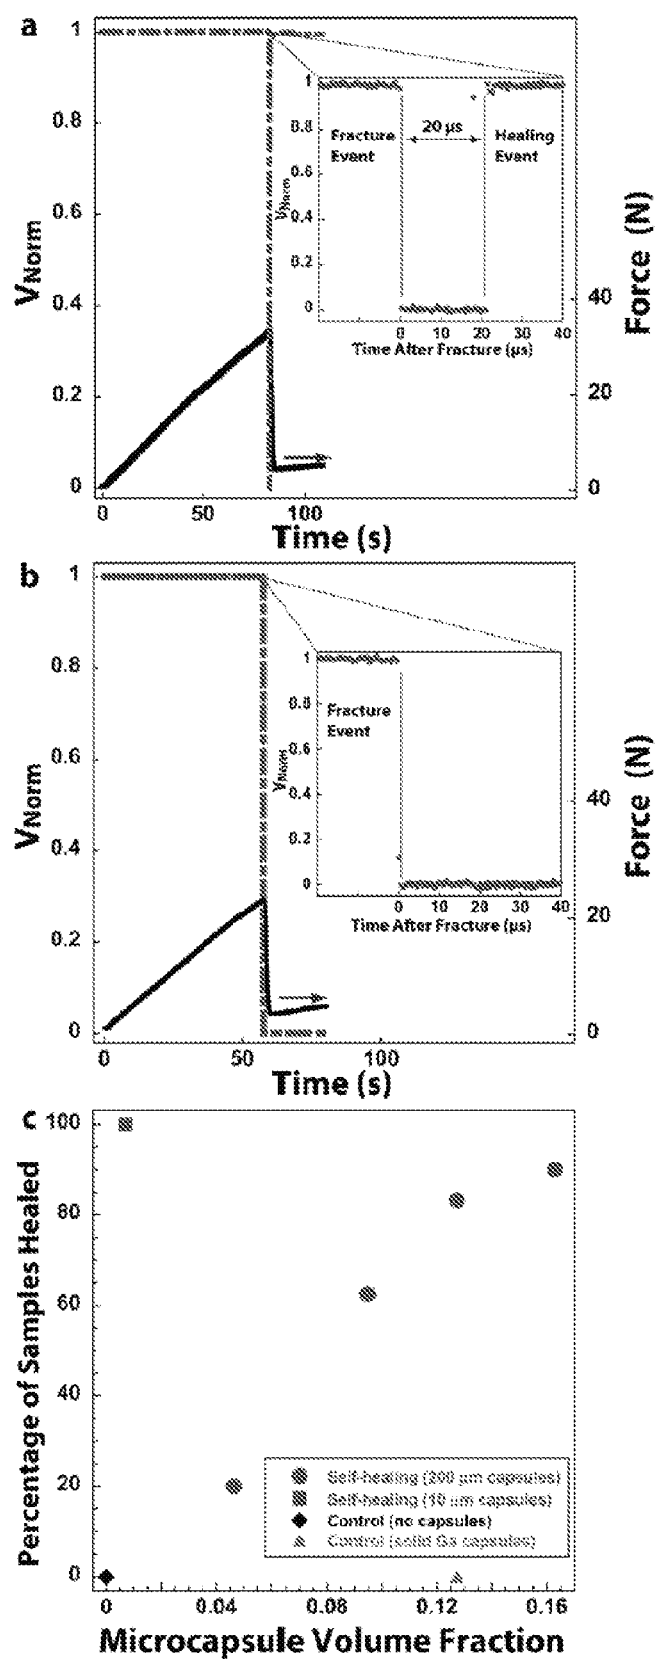 a
1
0.8
0.6
0.4
0.2
0
VNorm
0
50
100
Time (s)
40
20
0
Force (N)
1
0.8
0.6
0.4
0.2
0
VNorm
Fracture
Event
20 µs
Healing
Event
0
10
20
30
40
Time After Fracture (µs)
b
1
0.8
0.6
0.4
0.2
0
VNorm
0
50
100
Time (s)
40
20
0
Force (N)
1
0.8
0.6
0.4
0.2
0
VNorm
Fracture
Event
0
10
20
30
40
Time After Fracture (µs)
c
100
80
60
40
20
0
Percentage of Samples Healed
Self-healing (200 µm capsules)
Self-healing (10 µm capsules)
Control (no capsules)
Control (solid Ga capsules)
0
0.04
0.08
0.12
0.16
Microcapsule Volume Fraction